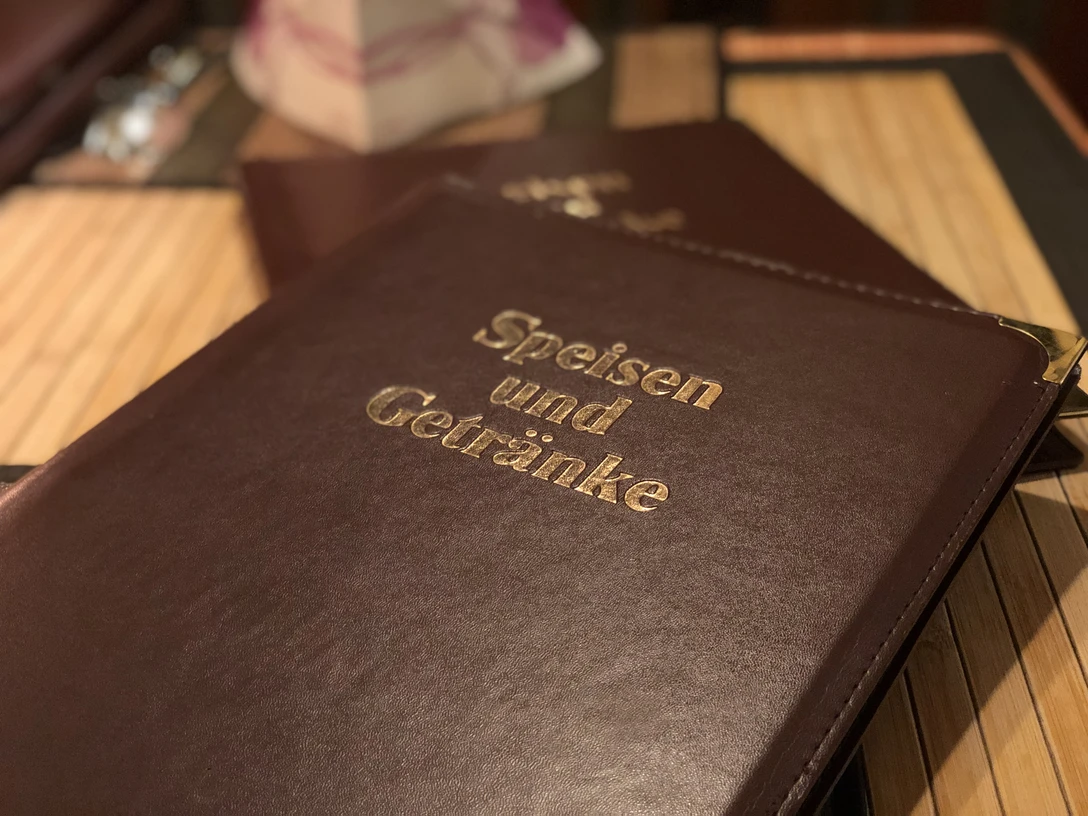 Speisen
und
Getränke